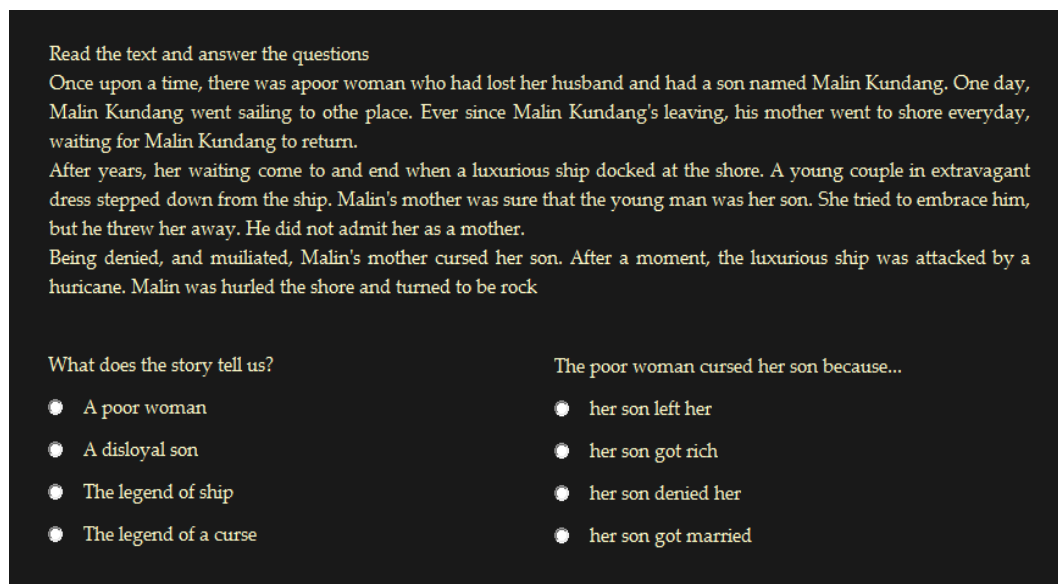 Read the text and answer the questions
Once upon a time, there was apoor woman who had lost her husband and had a son named Malin Kundang. One day,
Malin Kundang went sailing to othe place. Ever since Malin Kundang's leaving, his mother went to shore everyday,
waiting for Malin Kundang to return.
After years, her waiting come to and end when a luxurious ship docked at the shore. A young couple in extravagant
dress stepped down from the ship. Malin's mother was sure that the young man was her son. She tried to embrace him,
but he threw her away. He did not admit her as a mother.
Being denied, and muiliated, Malin's mother cursed her son. After a moment, the luxurious ship was attacked by a
huricane. Malin was hurled the shore and turned to be rock
What does the story tell us?
A poor woman
A disloyal son
The legend of ship
The legend of a curse
The poor woman cursed her son because...
her son left her
her son got rich
her son denied her
her son got married